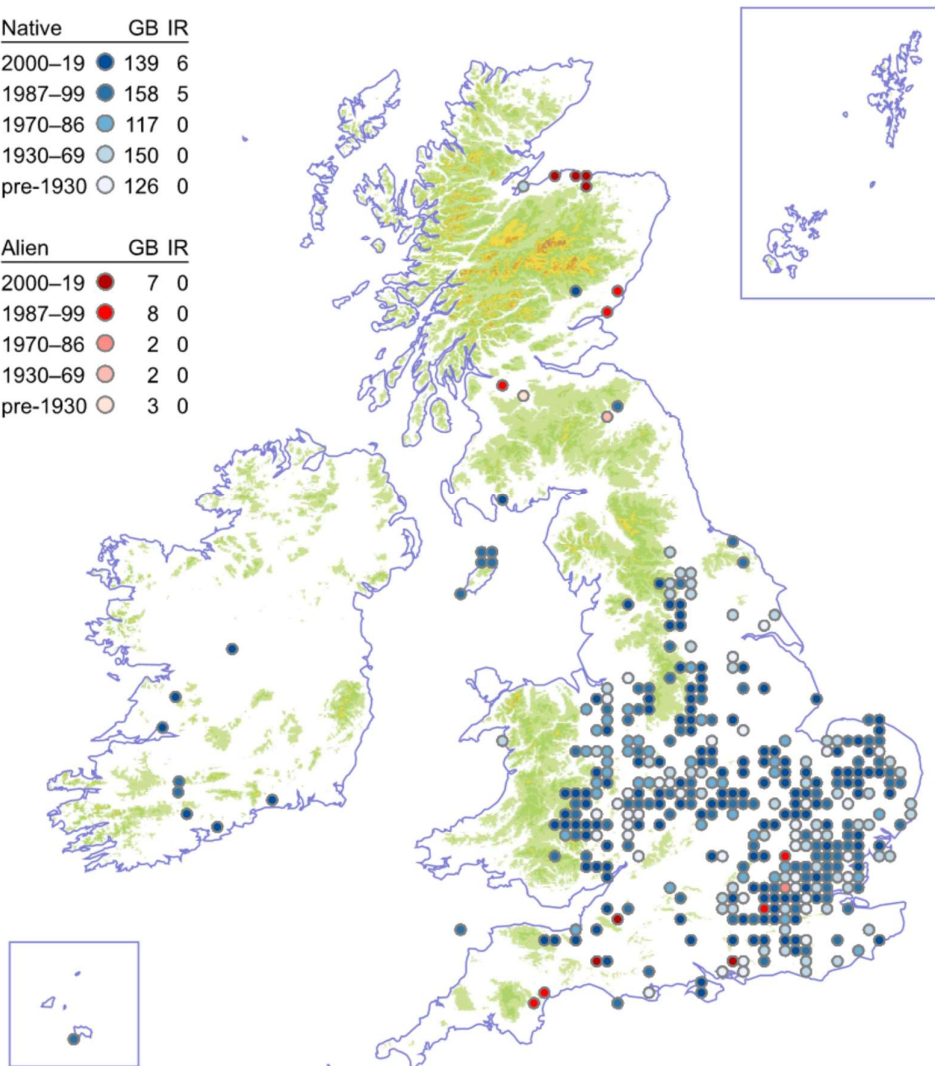 Native GB IR
2000–19 139 6
1987–99 158 5
1970–86 117 0
1930–69 150 0
pre-1930 126 0
Alien GB IR
2000–19 7 0
1987–99 8 0
1970–86 2 0
1930–69 2 0
pre-1930 3 0